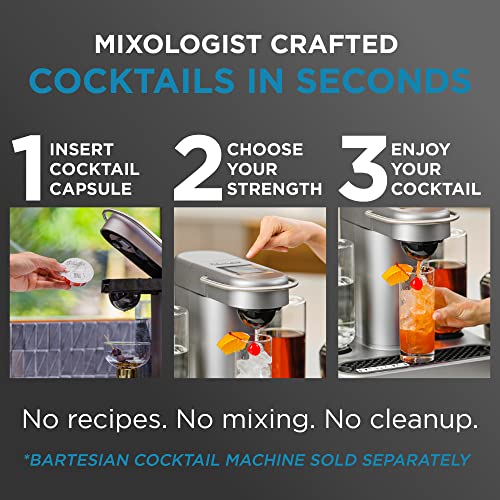 MIXOLOGIST CRAFTED
COCKTAILS IN SECONDS
1 INSERT
COCKTAIL
CAPSULE
2 CHOOSE
YOUR
STRENGTH
3 ENJOY
YOUR
COCKTAIL
No recipes. No mixing. No cleanup.
*BARTESIAN COCKTAIL MACHINE SOLD SEPARATELY